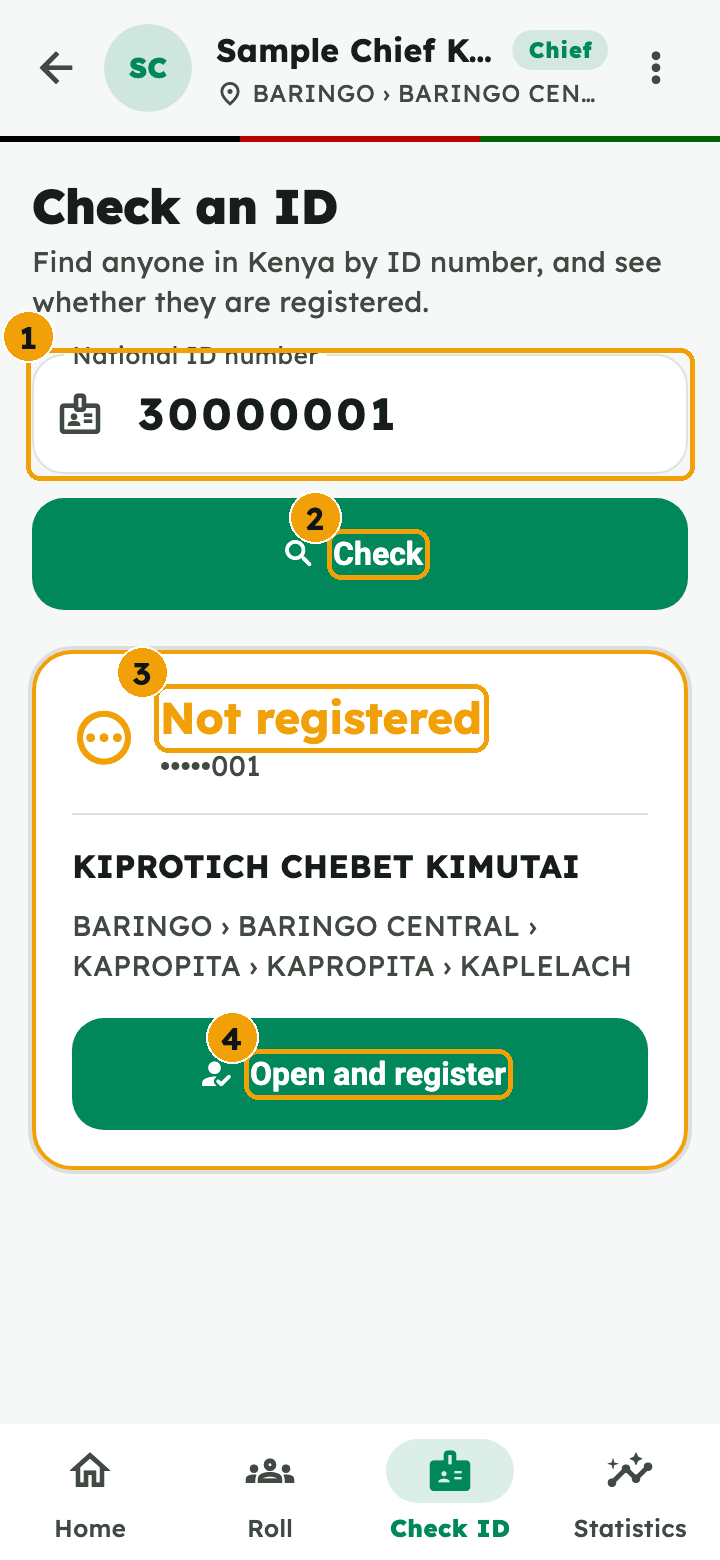 SC
Sample Chief K...
Chief
BARINGO › BARINGO CEN...
Check an ID
Find anyone in Kenya by ID number, and see
whether they are registered.
1
National ID number
30000001
2
Check
3
Not registered
•••••001
KIPROTICH CHEBET KIMUTAI
BARINGO › BARINGO CENTRAL ›
KAPROPITA › KAPROPITA › KAPLELACH
4
Open and register
Home
Roll
Check ID
Statistics